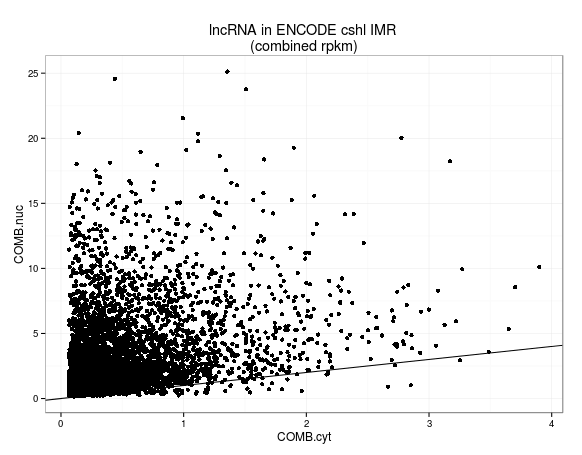 lncRNA in ENCODE cshl IMR
(combined rpkm)
25
20
15
10
5
0
COMB.nuc
0 1 2 3 4
COMB.cyt